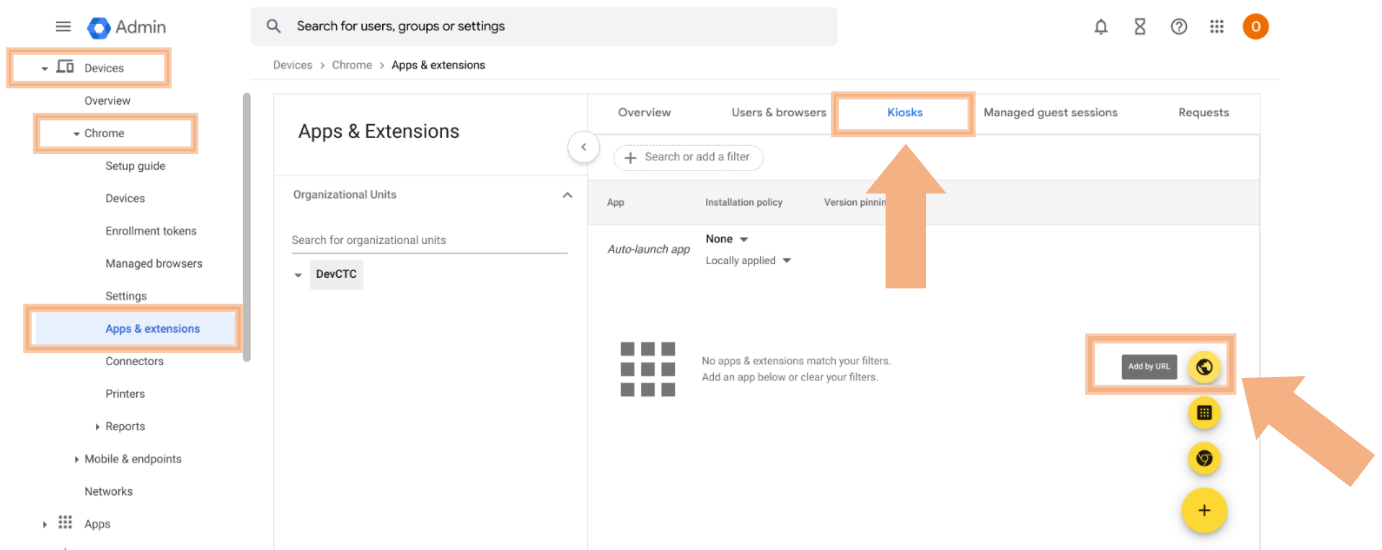 Admin
Search for users, groups or settings
O
Devices
Devices > Chrome > Apps & extensions
Overview
Chrome
Setup guide
Devices
Enrollment tokens
Managed browsers
Settings
Apps & extensions
Connectors
Printers
Reports
Mobile & endpoints
Networks
Apps
Apps & Extensions
Organizational Units
Search for organizational units
DevCTC
Overview Users & browsers Kiosks Managed guest sessions Requests
+ Search or add a filter
App Installation policy Version
Auto-launch app None
Locally applied
No apps & extensions match your filters.
Add an app below or clear your filters.
Add by URL
+